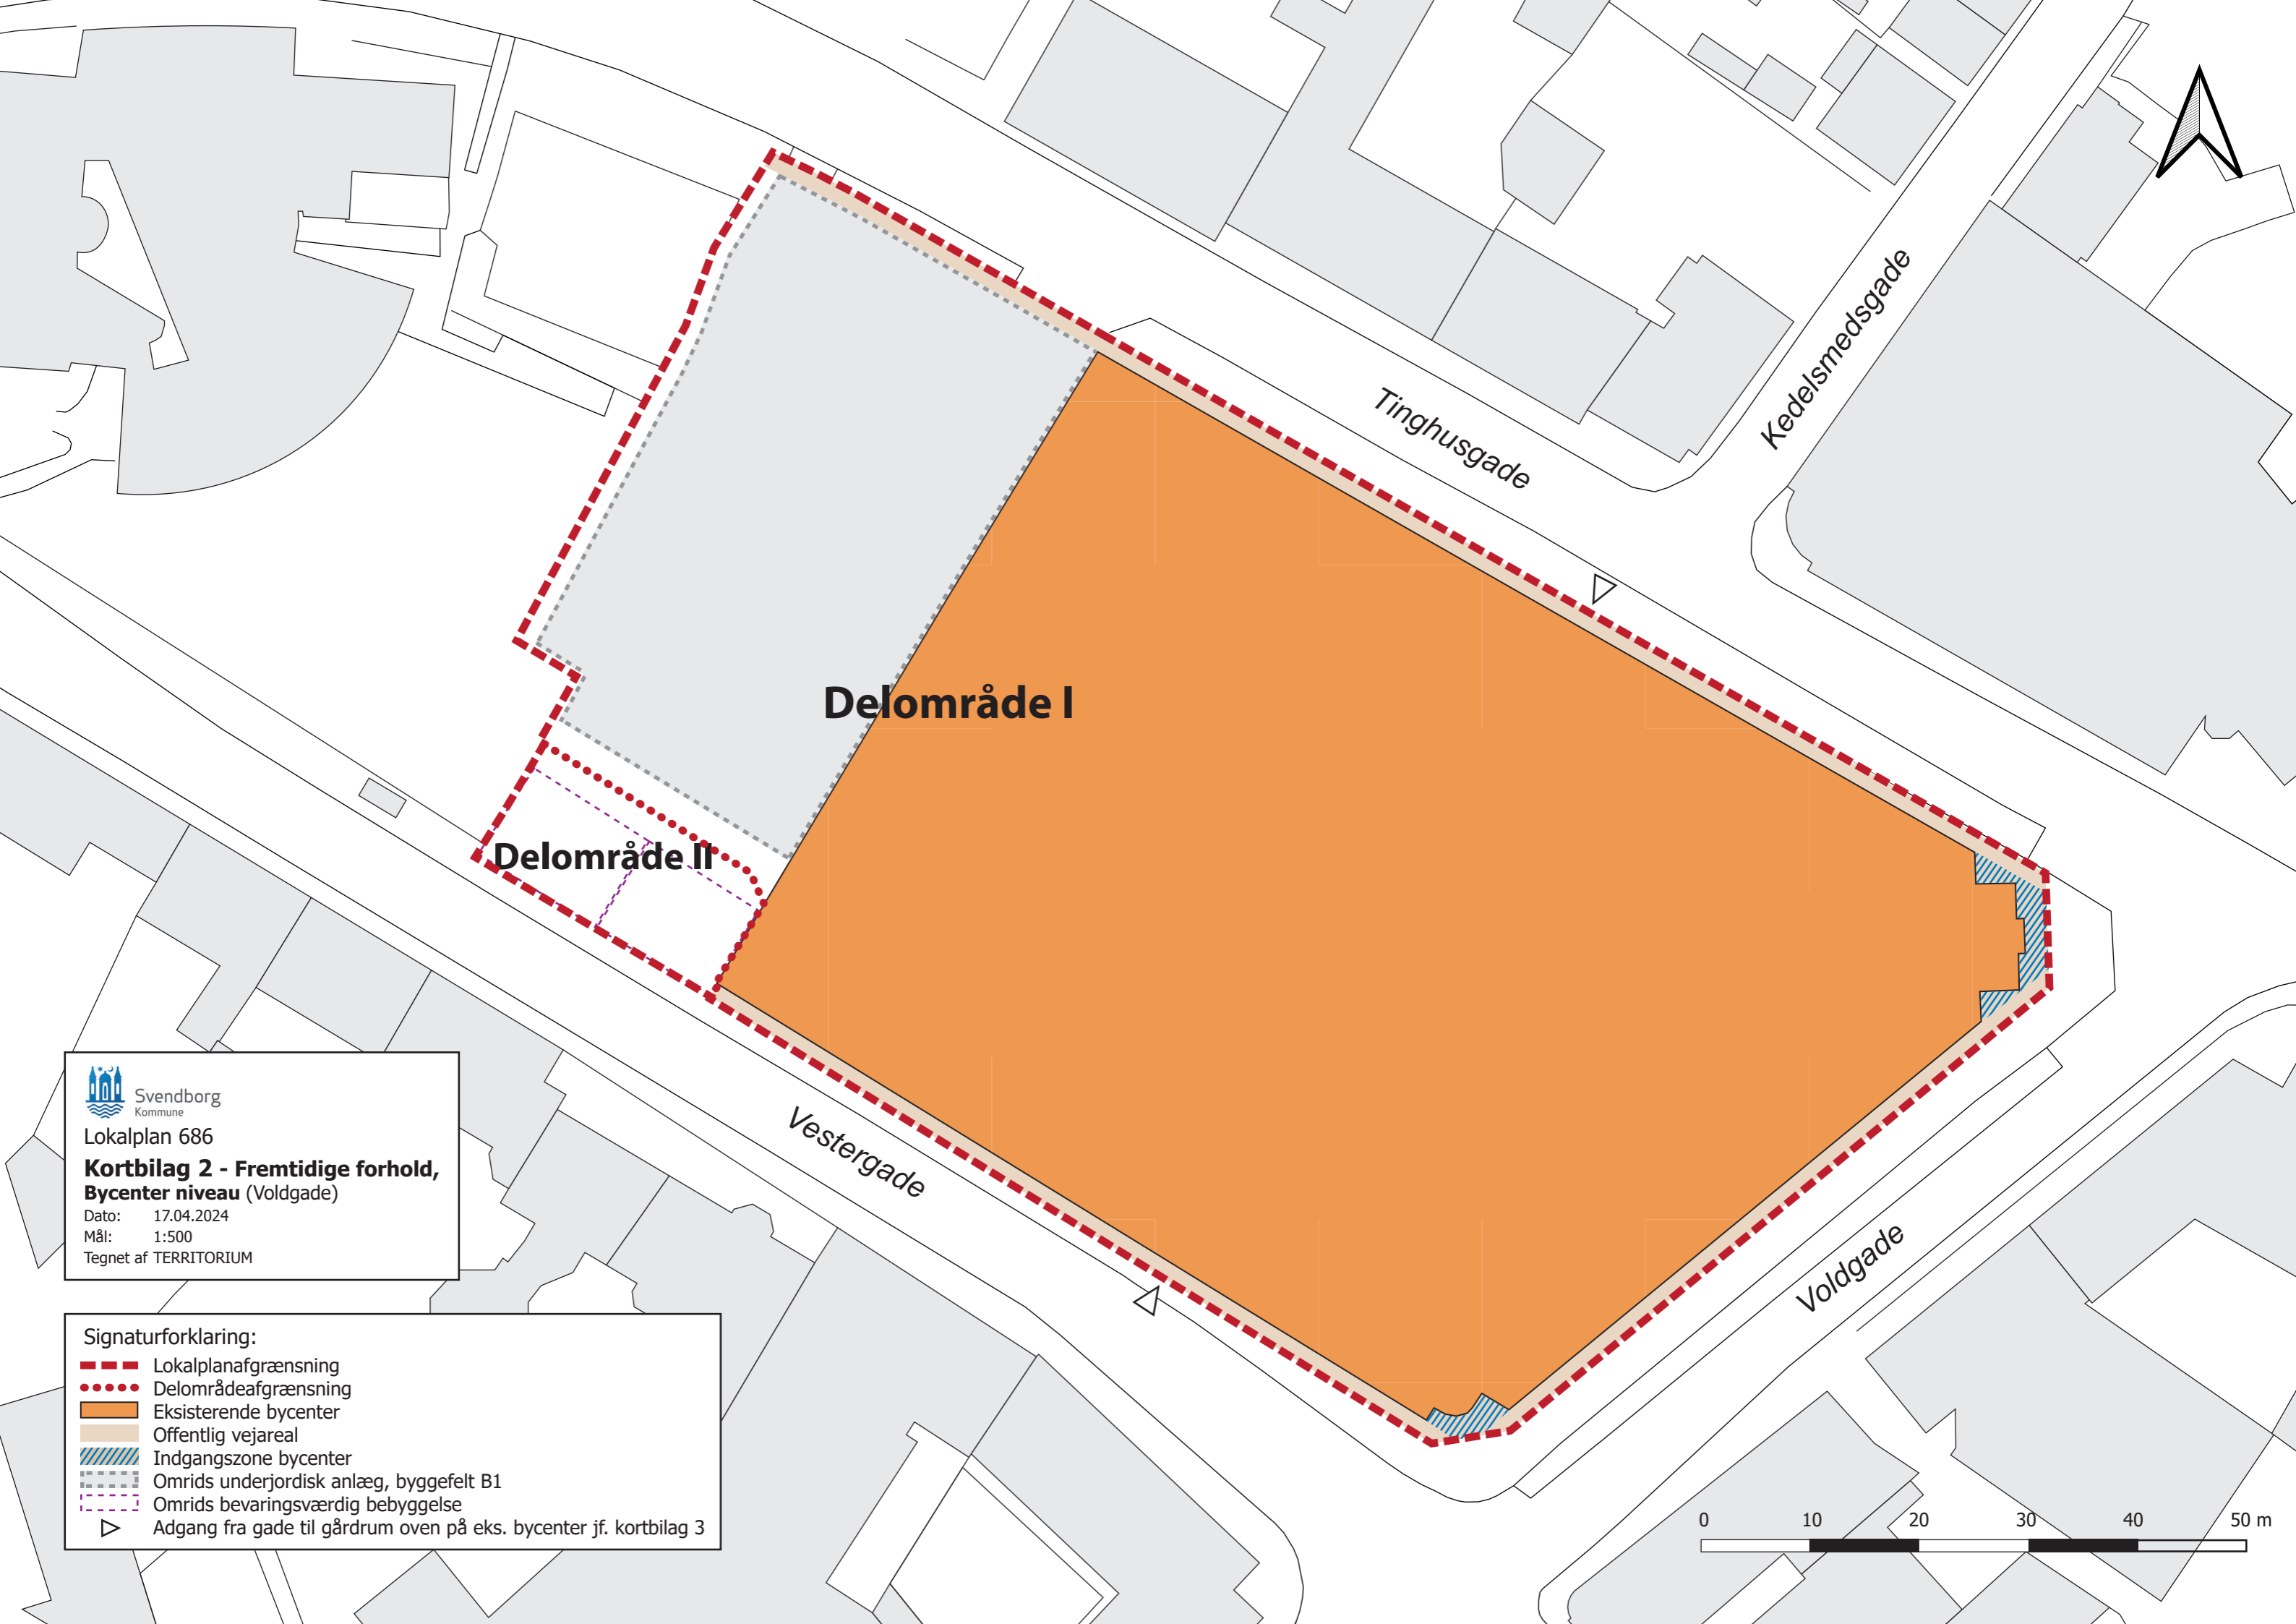 Kedelsmedsgade
Tinghusgade
Delområde I
Delområde II
Vestergade
Voldgade
Svendborg
Kommune
Lokalplan 686
Kortbilag 2 - Fremtidige forhold,
Bycenter niveau (Voldgade)
Dato: 17.04.2024
Mål: 1:500
Tegnet af TERRITORIUM
Signaturforklaring:
Lokalplanafgrænsning
Delområdeafgrænsning
Eksisterende bycenter
Offentlig vejareal
Indgangszone bycenter
Omrids underjordisk anlæg, byggefelt B1
Omrids bevaringsværdig bebyggelse
Adgang fra gade til gårdrum oven på eks. bycenter jf. kortbilag 3
0 10 20 30 40 50 m